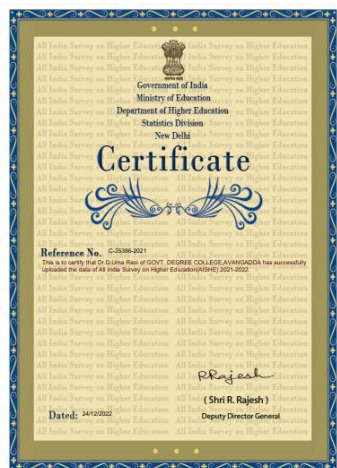 Government of India
Ministry of Education
Department of Higher Education
Statistics Division
New Delhi
Certificate
Reference No. C-25386-2021
This is to certify that Dr.D.Uma Rani of GOVT. DEGREE COLLEGE,AVANGADDA has successfully
uploaded the data of All India Survey on Higher Education(AISHE) 2021-2022.
RRajesh
( Shri R. Rajesh )
Dated: 24/12/2022
Deputy Director General